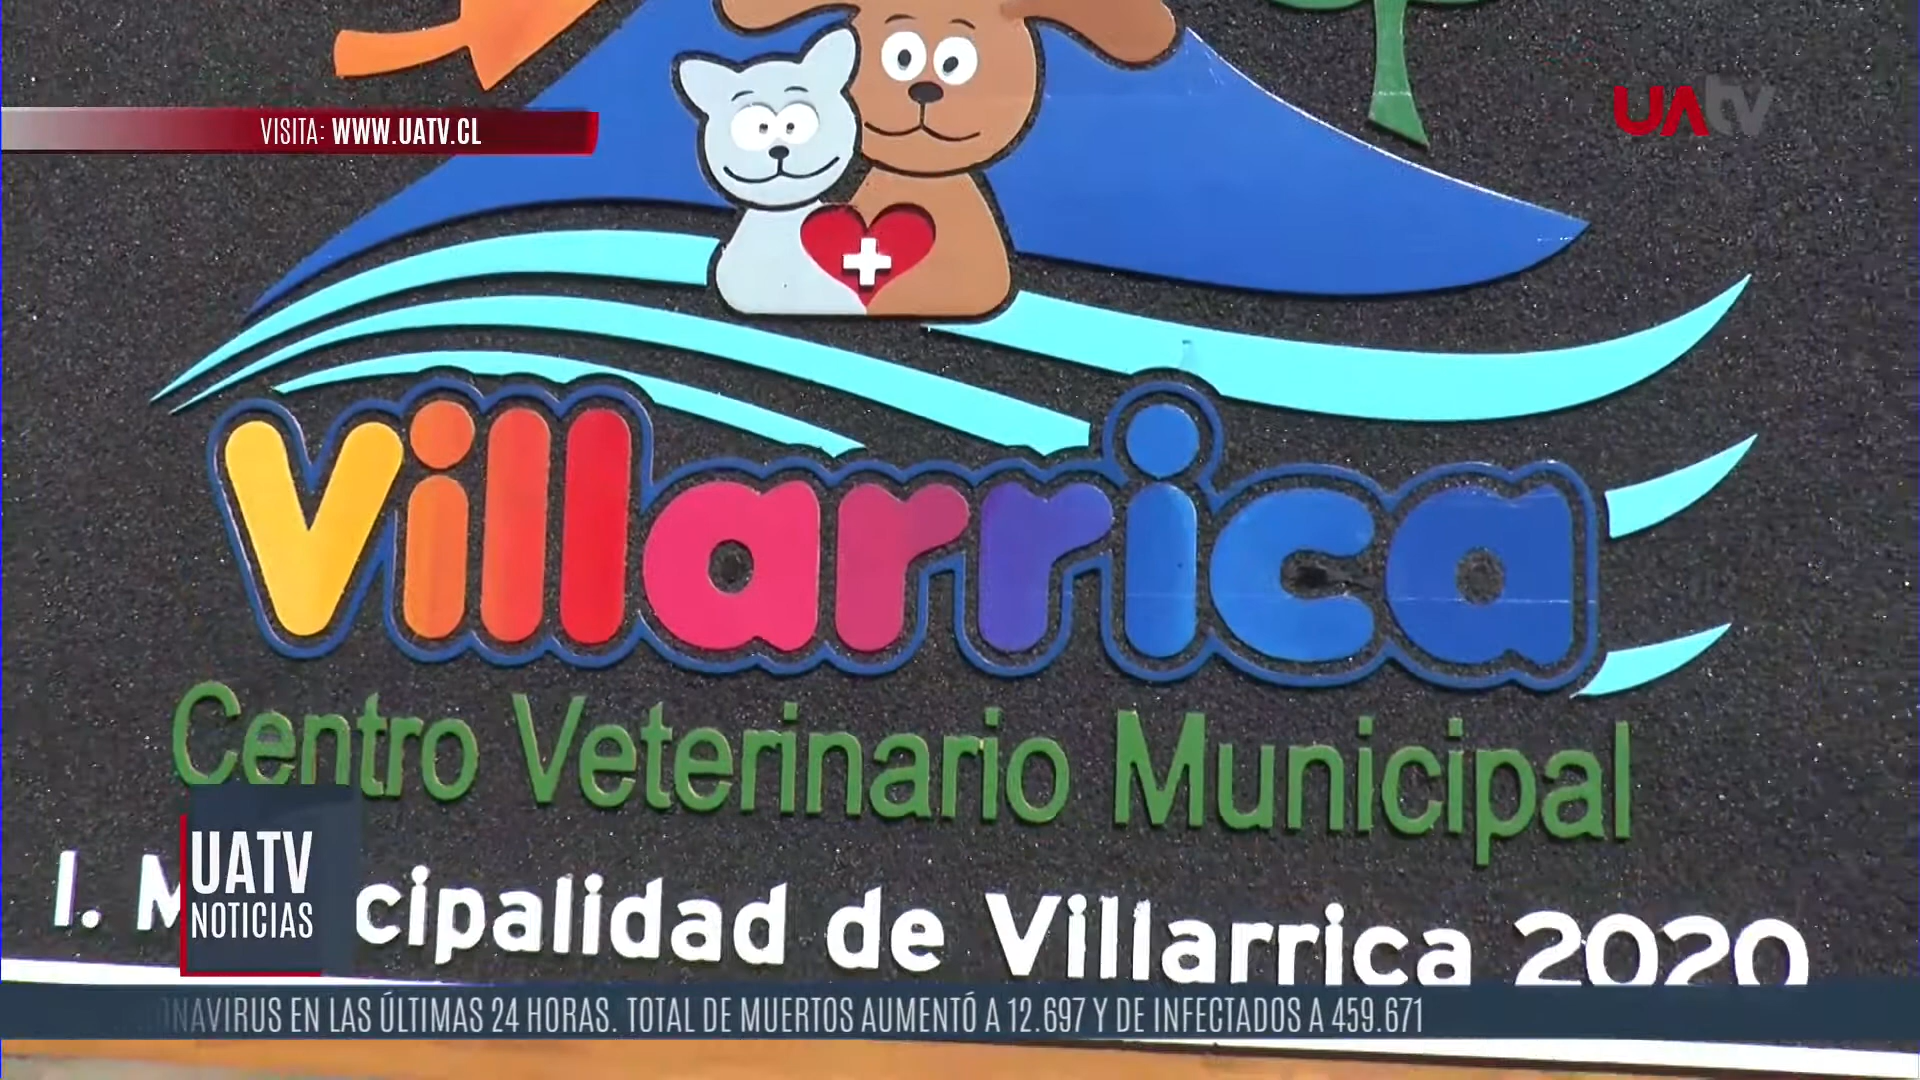 VISITA: WWW.UATV.CL
UAtv
Villarrica
Centro Veterinario Municipal
I. M cipalidad de Villarrica 2020
UATV
NOTICIAS
ONAVIRUS EN LAS ÚLTIMAS 24 HORAS. TOTAL DE MUERTOS AUMENTÓ A 12.697 Y DE INFECTADOS A 459.671